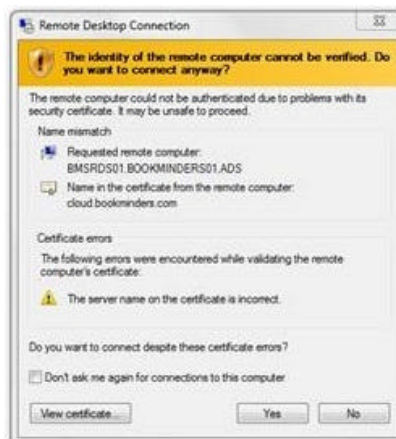 Remote Desktop Connection
The identity of the remote computer cannot be verified. Do
you want to connect anyway?
The remote computer could not be authenticated due to problems with its
security certificate. It may be unsafe to proceed.
Name mismatch
Requested remote computer:
BMSRDS01.BOOKMINDERS01.ADS
Name in the certificate from the remote computer:
cloud.bookminders.com
Certificate errors
The following errors were encountered while validating the remote
computer's certificate:
The server name on the certificate is incorrect.
Do you want to connect despite these certificate errors?
Don't ask me again for connections to this computer
View certificate...
Yes
No